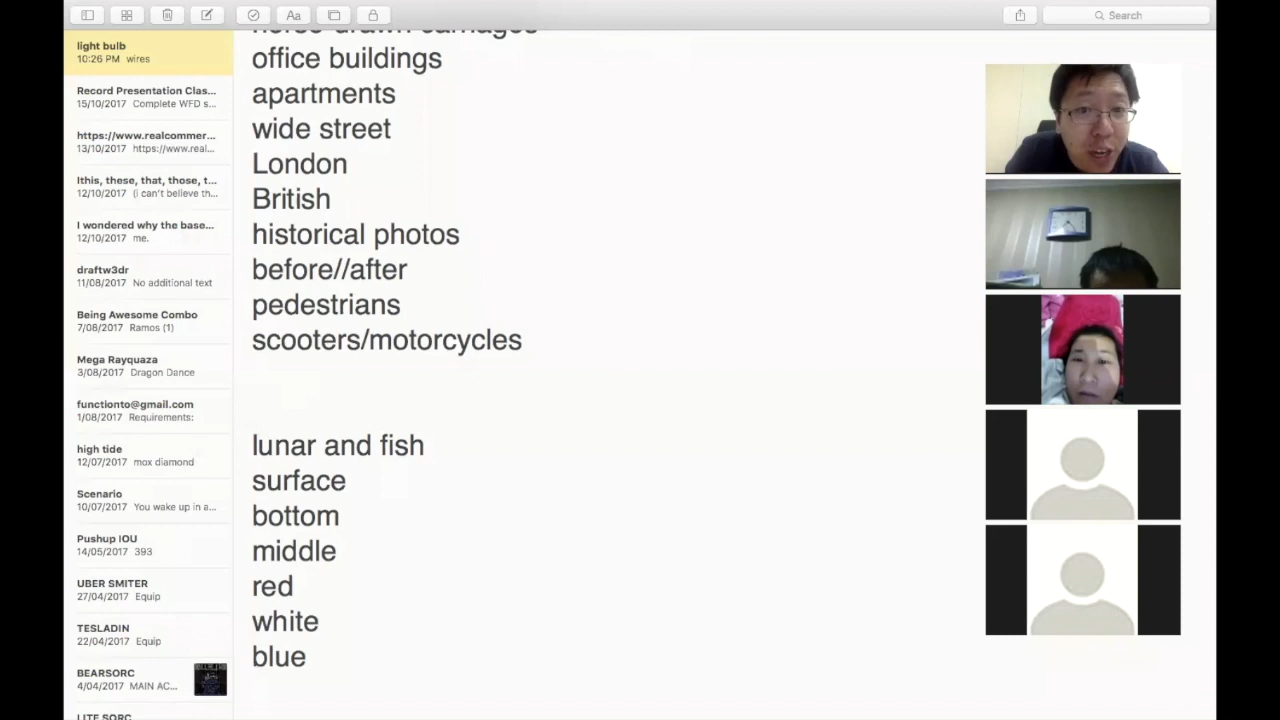 Aa
Search
light bulb
10:26 PM wires
Record Presentation Clas...
15/10/2017 Complete WFD s...
https://www.realcommer...
13/10/2017 https://www.real...
Ithis, these, that, those, t...
12/10/2017 (i can't believe th...
I wondered why the base...
12/10/2017 me.
draftw3dr
11/08/2017 No additional text
Being Awesome Combo
7/08/2017 Ramos (1)
Mega Rayquaza
3/08/2017 Dragon Dance
functionto@gmail.com
1/08/2017 Requirements:
high tide
12/07/2017 mox diamond
Scenario
10/07/2017 You wake up in a...
Pushup IOU
14/05/2017 393
UBER SMITER
27/04/2017 Equip
TESLADIN
22/04/2017 Equip
BEARSORC
4/04/2017 MAIN AC...
LITE SORC
horse drawn carriages
office buildings
apartments
wide street
London
British
historical photos
before//after
pedestrians
scooters/motorcycles
lunar and fish
surface
bottom
middle
red
white
blue